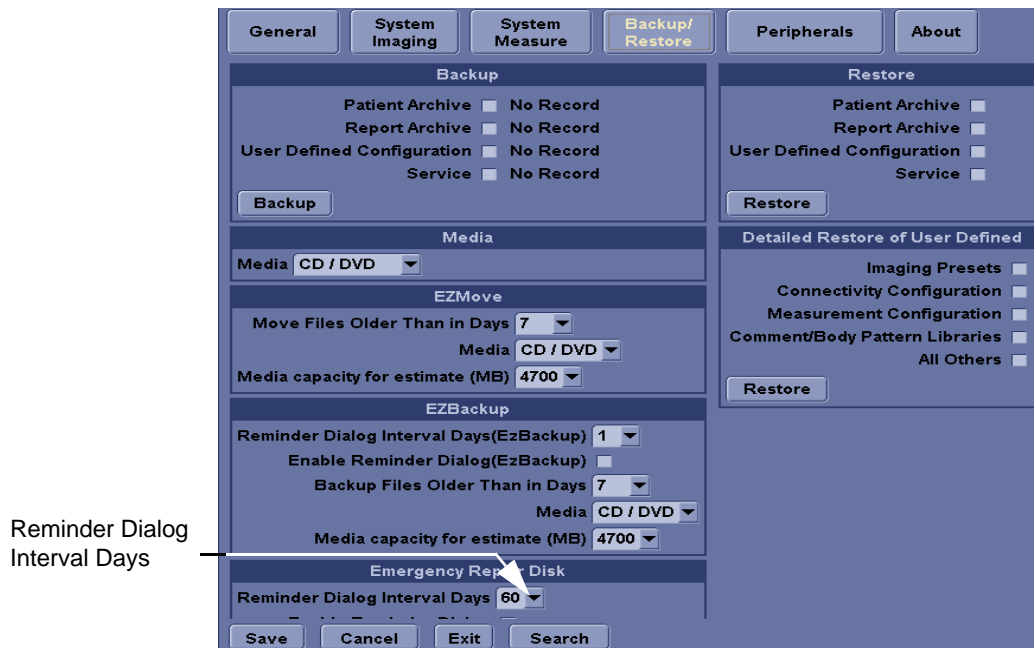 General
System Imaging
System Measure
Backup/ Restore
Peripherals
About
Backup
Patient Archive No Record
Report Archive No Record
User Defined Configuration No Record
Service No Record
Backup
Media
Media CD / DVD
EZMove
Move Files Older Than in Days 7
Media CD / DVD
Media capacity for estimate (MB) 4700
EZBackup
Reminder Dialog Interval Days(EzBackup) 1
Enable Reminder Dialog(EzBackup)
Backup Files Older Than in Days 7
Media CD / DVD
Media capacity for estimate (MB) 4700
Emergency Repair Disk
Reminder Dialog Interval Days 60
Restore
Patient Archive
Report Archive
User Defined Configuration
Service
Restore
Detailed Restore of User Defined
Imaging Presets
Connectivity Configuration
Measurement Configuration
Comment/Body Pattern Libraries
All Others
Restore
Save
Cancel
Exit
Search
Reminder Dialog
Interval Days